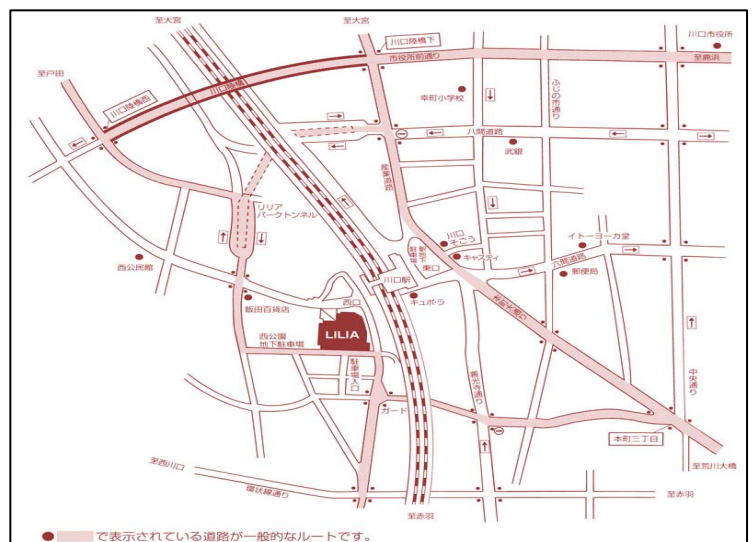 至大宮
至大宮
川口陸橋下
川口市役所
市役所前通り
至鹿浜
至戸田
川口陸橋
川口陸橋西
幸町小学校
ふじの市通り
八間道路
武銀
産業道路
リリア
パークトンネル
川口
そごう
イトーヨーカ堂
西公民館
駅地下
駐車場
東口
キャスティ
六間道路
郵便局
川口駅
西口
キュポ・ラ
飯田百貨店
LILIA
西公園
地下駐車場
駐車場入口
善光寺通り
中央通り
ガード
本町三丁目
至西川口
至荒川大橋
環状線通り
至赤羽
至赤羽
で表示されている道路が一般的なルートです。